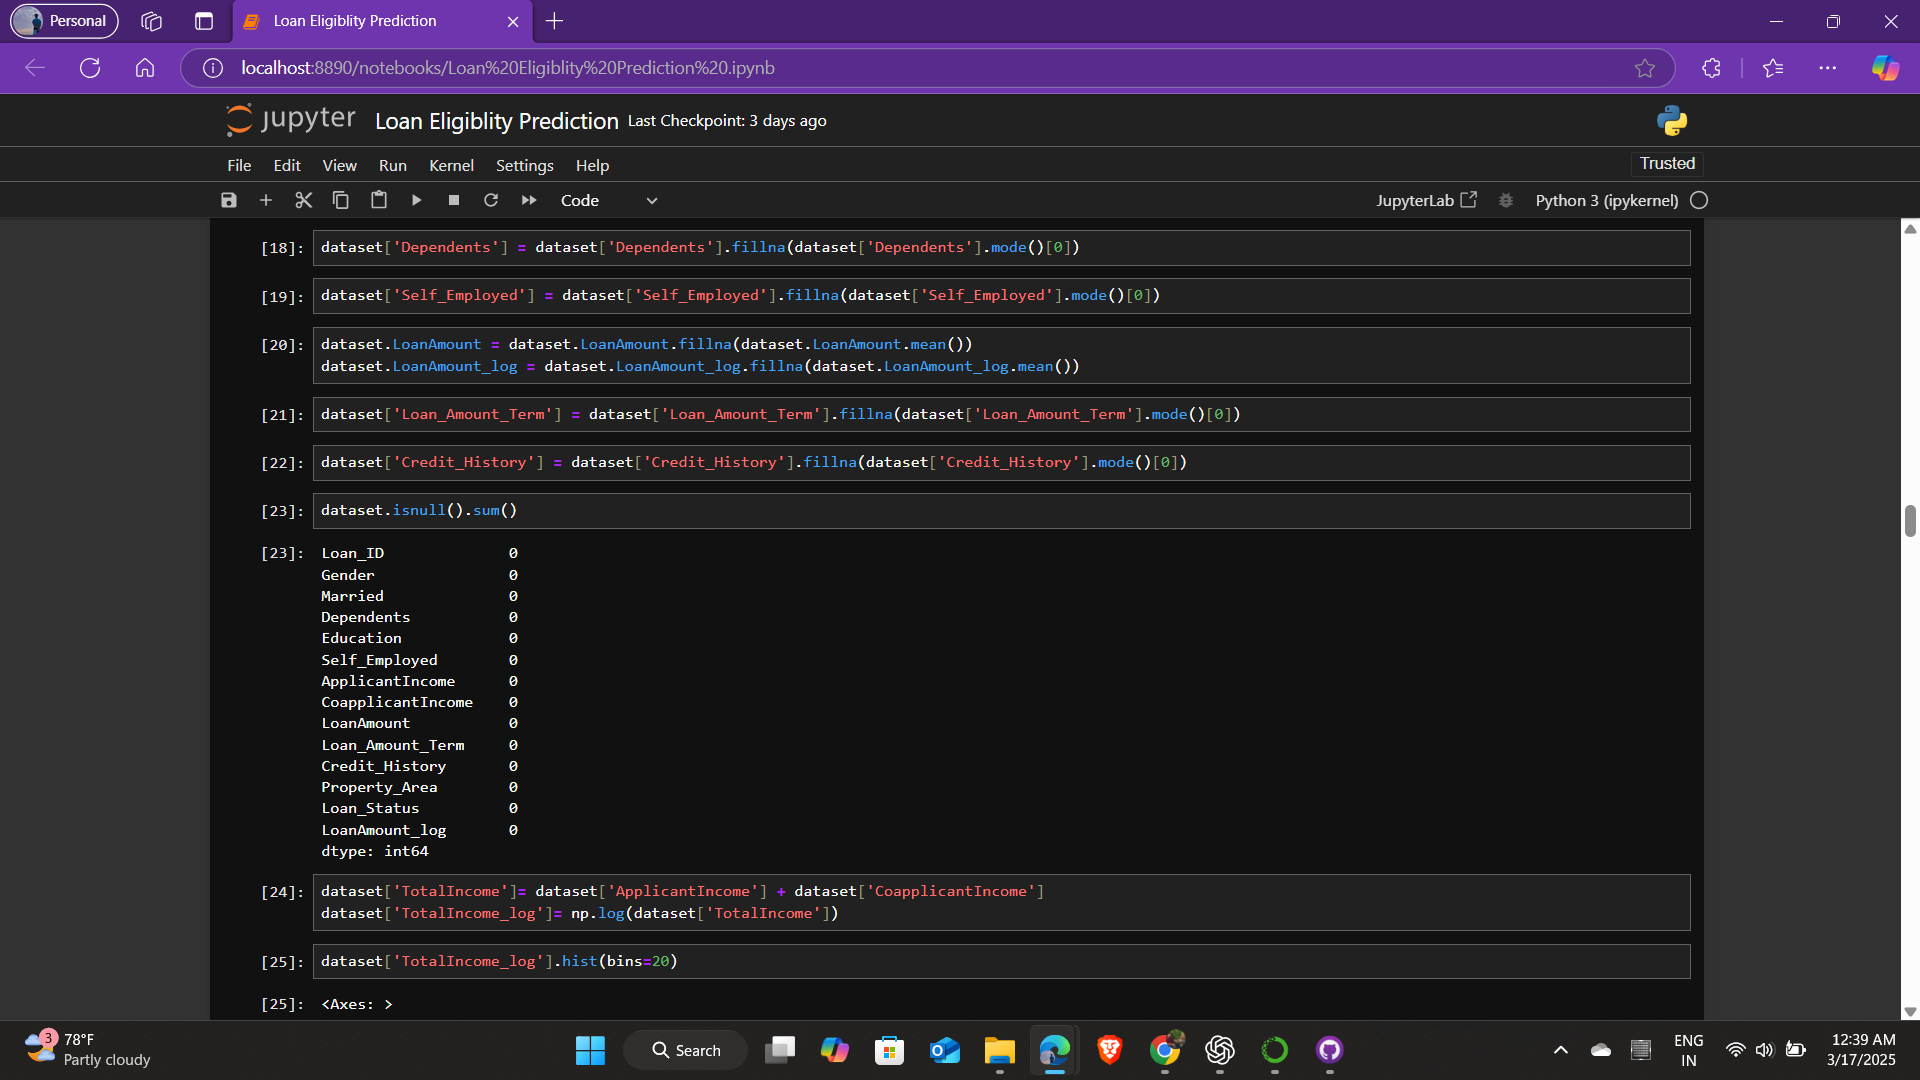 Personal
Loan Eligiblity Prediction
localhost:8890/notebooks/Loan%20Eligiblity%20Prediction%20.ipynb
jupyter Loan Eligiblity Prediction Last Checkpoint: 3 days ago
File Edit View Run Kernel Settings Help Trusted
Code JupyterLab Python 3 (ipykernel)
[18]: dataset['Dependents'] = dataset['Dependents'].fillna(dataset['Dependents'].mode()[0])
[19]: dataset['Self_Employed'] = dataset['Self_Employed'].fillna(dataset['Self_Employed'].mode()[0])
[20]: dataset.LoanAmount = dataset.LoanAmount.fillna(dataset.LoanAmount.mean())
dataset.LoanAmount_log = dataset.LoanAmount_log.fillna(dataset.LoanAmount_log.mean())
[21]: dataset['Loan_Amount_Term'] = dataset['Loan_Amount_Term'].fillna(dataset['Loan_Amount_Term'].mode()[0])
[22]: dataset['Credit_History'] = dataset['Credit_History'].fillna(dataset['Credit_History'].mode()[0])
[23]: dataset.isnull().sum()
[23]: Loan_ID 0
Gender 0
Married 0
Dependents 0
Education 0
Self_Employed 0
ApplicantIncome 0
CoapplicantIncome 0
LoanAmount 0
Loan_Amount_Term 0
Credit_History 0
Property_Area 0
Loan_Status 0
LoanAmount_log 0
dtype: int64
[24]: dataset['TotalIncome']= dataset['ApplicantIncome'] + dataset['CoapplicantIncome']
dataset['TotalIncome_log']= np.log(dataset['TotalIncome'])
[25]: dataset['TotalIncome_log'].hist(bins=20)
[25]: <Axes: >
3 78°F
Partly cloudy
Search
ENG
IN
12:39 AM
3/17/2025